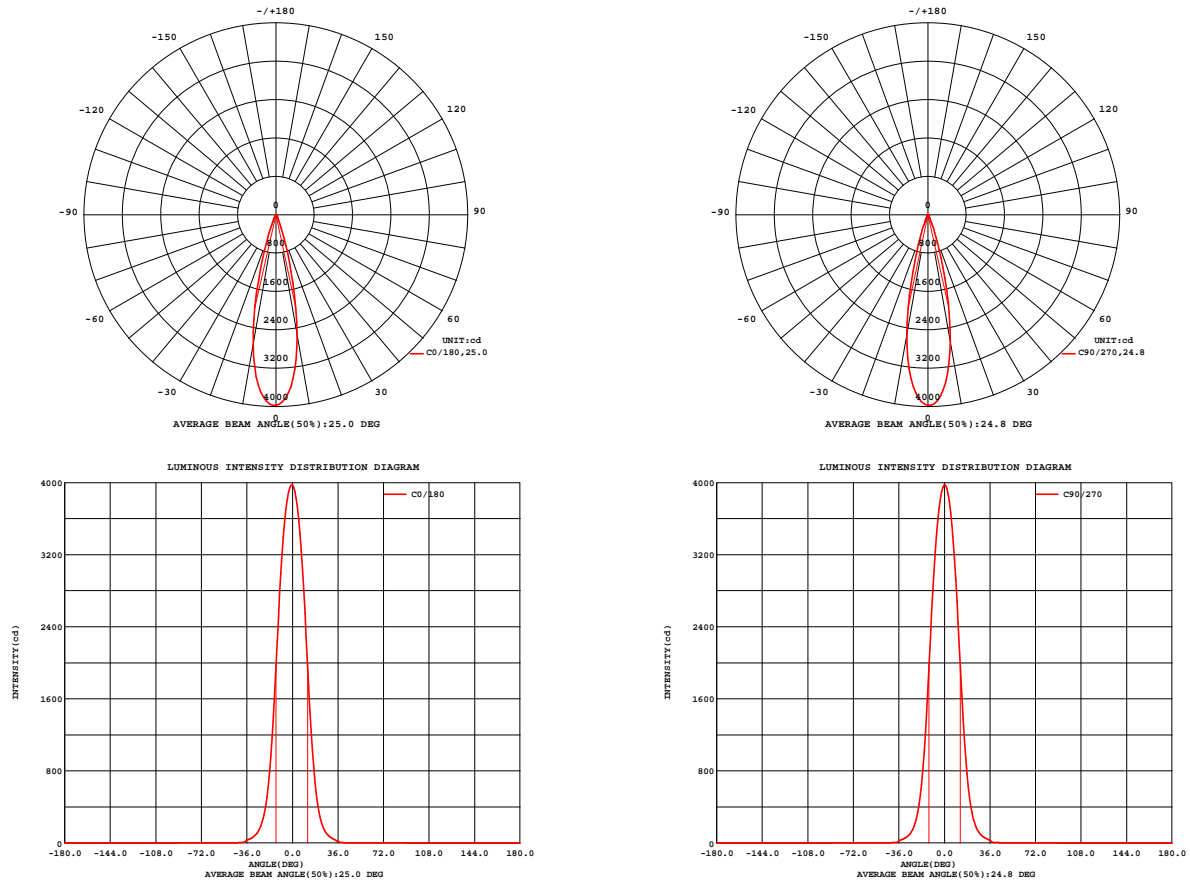 -/+180
-150 150
-120 120
-90 90
-60 60
-30 30
0
800
1600
2400
3200
4000
0
UNIT:cd
C0/180,25.0
AVERAGE BEAM ANGLE(50%):25.0 DEG
-/+180
-150 150
-120 120
-90 90
-60 60
-30 30
0
800
1600
2400
3200
4000
0
UNIT:cd
C90/270,24.8
AVERAGE BEAM ANGLE(50%):24.8 DEG
LUMINOUS INTENSITY DISTRIBUTION DIAGRAM
C0/180
INTENSITY(cd)
4000
3200
2400
1600
800
0
-180.0 -144.0 -108.0 -72.0 -36.0 0.0 36.0 72.0 108.0 144.0 180.0
ANGLE(DEG)
AVERAGE BEAM ANGLE(50%):25.0 DEG
LUMINOUS INTENSITY DISTRIBUTION DIAGRAM
C90/270
INTENSITY(cd)
4000
3200
2400
1600
800
0
-180.0 -144.0 -108.0 -72.0 -36.0 0.0 36.0 72.0 108.0 144.0 180.0
ANGLE(DEG)
AVERAGE BEAM ANGLE(50%):24.8 DEG